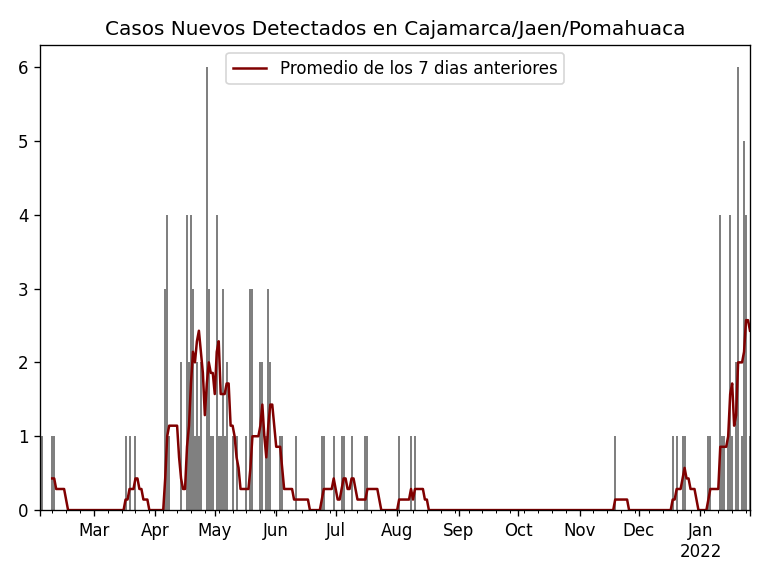 Casos Nuevos Detectados en Cajamarca/Jaen/Pomahuaca
Promedio de los 7 dias anteriores
6
5
4
3
2
1
0
Mar Apr May Jun Jul Aug Sep Oct Nov Dec Jan
2022